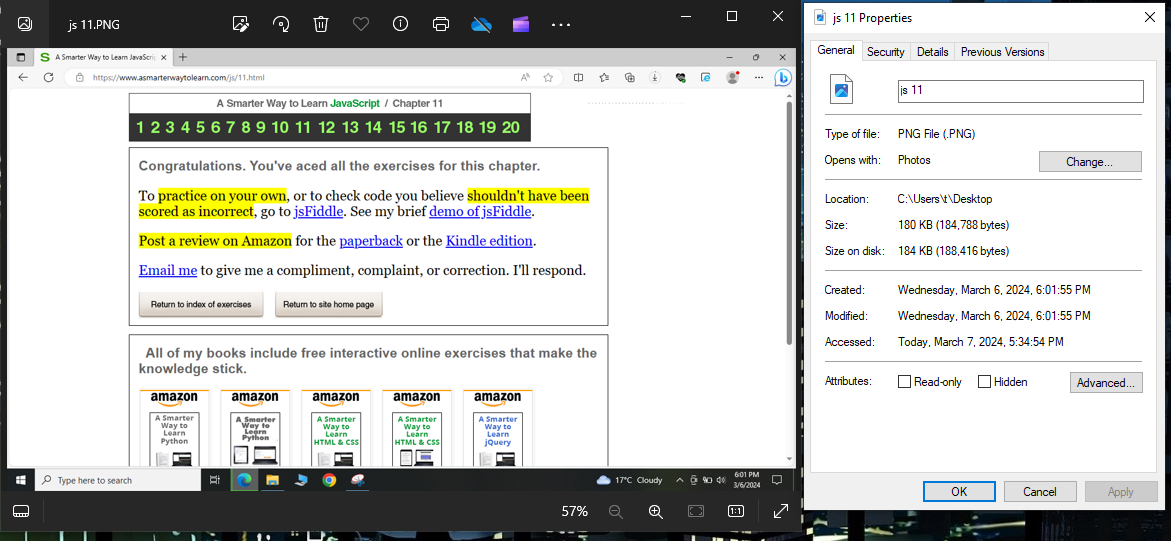 js 11.PNG
A Smarter Way to Learn JavaScri
https://www.asmarterwaytolearn.com/js/11.html
A Smarter Way to Learn JavaScript / Chapter 11
1 2 3 4 5 6 7 8 9 10 11 12 13 14 15 16 17 18 19 20
Congratulations. You've aced all the exercises for this chapter.
To practice on your own, or to check code you believe shouldn't have been
scored as incorrect, go to jsFiddle. See my brief demo of jsFiddle.
Post a review on Amazon for the paperback or the Kindle edition.
Email me to give me a compliment, complaint, or correction. I'll respond.
Return to index of exercises Return to site home page
All of my books include free interactive online exercises that make the
knowledge stick.
amazon amazon amazon amazon amazon
A Smarter
Way to
Learn
Python
A Smarter
Way to
Learn
Python
A Smarter
Way to
Learn
HTML & CSS
A Smarter
Way to
Learn
HTML & CSS
A Smarter
Way to
Learn
jQuery
Type here to search
17°C Cloudy
6:01 PM
3/6/2024
57%
1:1
js 11 Properties
General Security Details Previous Versions
js 11
Type of file: PNG File (.PNG)
Opens with: Photos Change...
Location: C:\Users\t\Desktop
Size: 180 KB (184,788 bytes)
Size on disk: 184 KB (188,416 bytes)
Created: Wednesday, March 6, 2024, 6:01:55 PM
Modified: Wednesday, March 6, 2024, 6:01:55 PM
Accessed: Today, March 7, 2024, 5:34:54 PM
Attributes: Read-only Hidden Advanced...
OK Cancel Apply